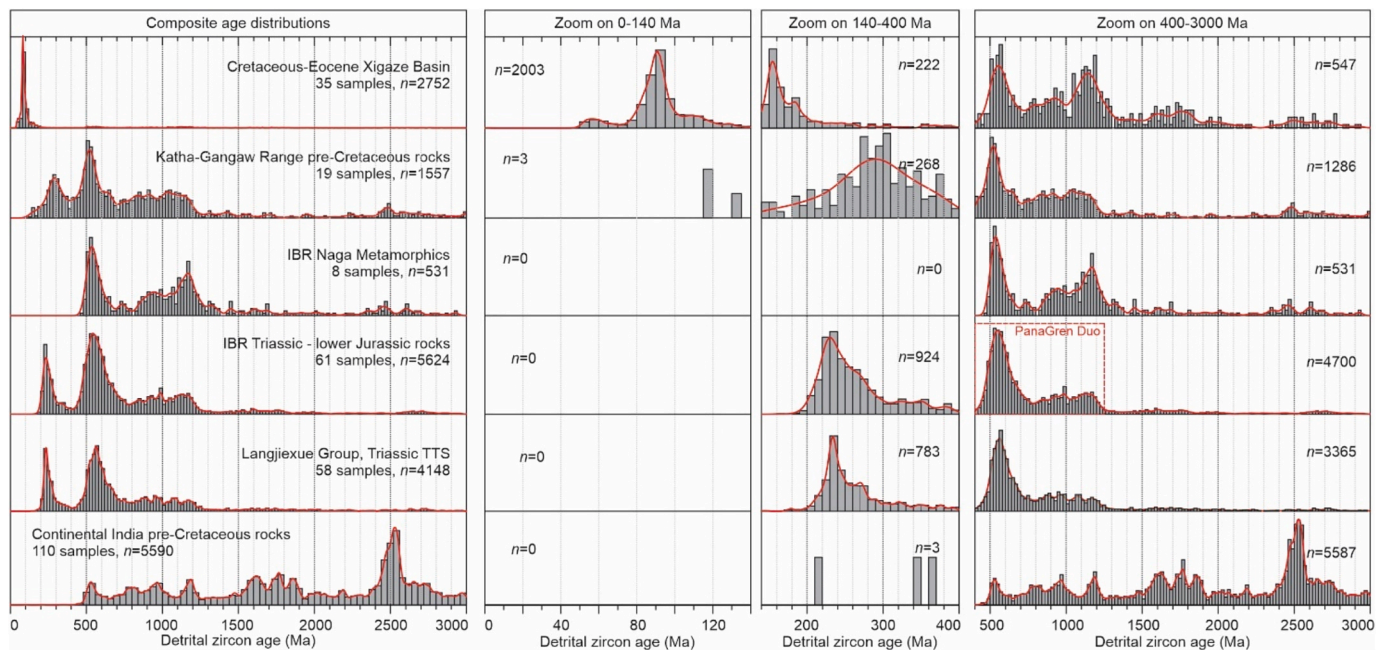 Composite age distributions
Zoom on 0-140 Ma
Zoom on 140-400 Ma
Zoom on 400-3000 Ma
Cretaceous-Eocene Xigaze Basin
35 samples, n=2752
n=2003
n=222
n=547
Katha-Gangaw Range pre-Cretaceous rocks
19 samples, n=1557
n=3
n=268
n=1286
IBR Naga Metamorphics
8 samples, n=531
n=0
n=0
n=531
IBR Triassic - lower Jurassic rocks
61 samples, n=5624
n=0
n=924
PanaGren Duo
n=4700
Langjiexue Group, Triassic TTS
58 samples, n=4148
n=0
n=783
n=3365
Continental India pre-Cretaceous rocks
110 samples, n=5590
n=0
n=3
n=5587
0 500 1000 1500 2000 2500 3000
0 40 80 120
200 300 400
500 1000 1500 2000 2500 3000
Detrital zircon age (Ma)
Detrital zircon age (Ma)
Detrital zircon age (Ma)
Detrital zircon age (Ma)